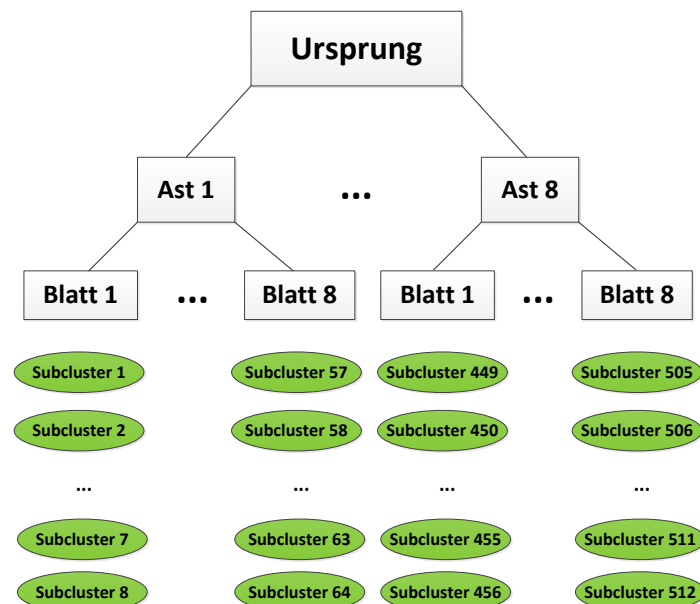 Ursprung
Ast 1 ... Ast 8
Blatt 1 ... Blatt 8 Blatt 1 ... Blatt 8
Subcluster 1 Subcluster 57 Subcluster 449 Subcluster 505
Subcluster 2 Subcluster 58 Subcluster 450 Subcluster 506
... ... ... ...
Subcluster 7 Subcluster 63 Subcluster 455 Subcluster 511
Subcluster 8 Subcluster 64 Subcluster 456 Subcluster 512